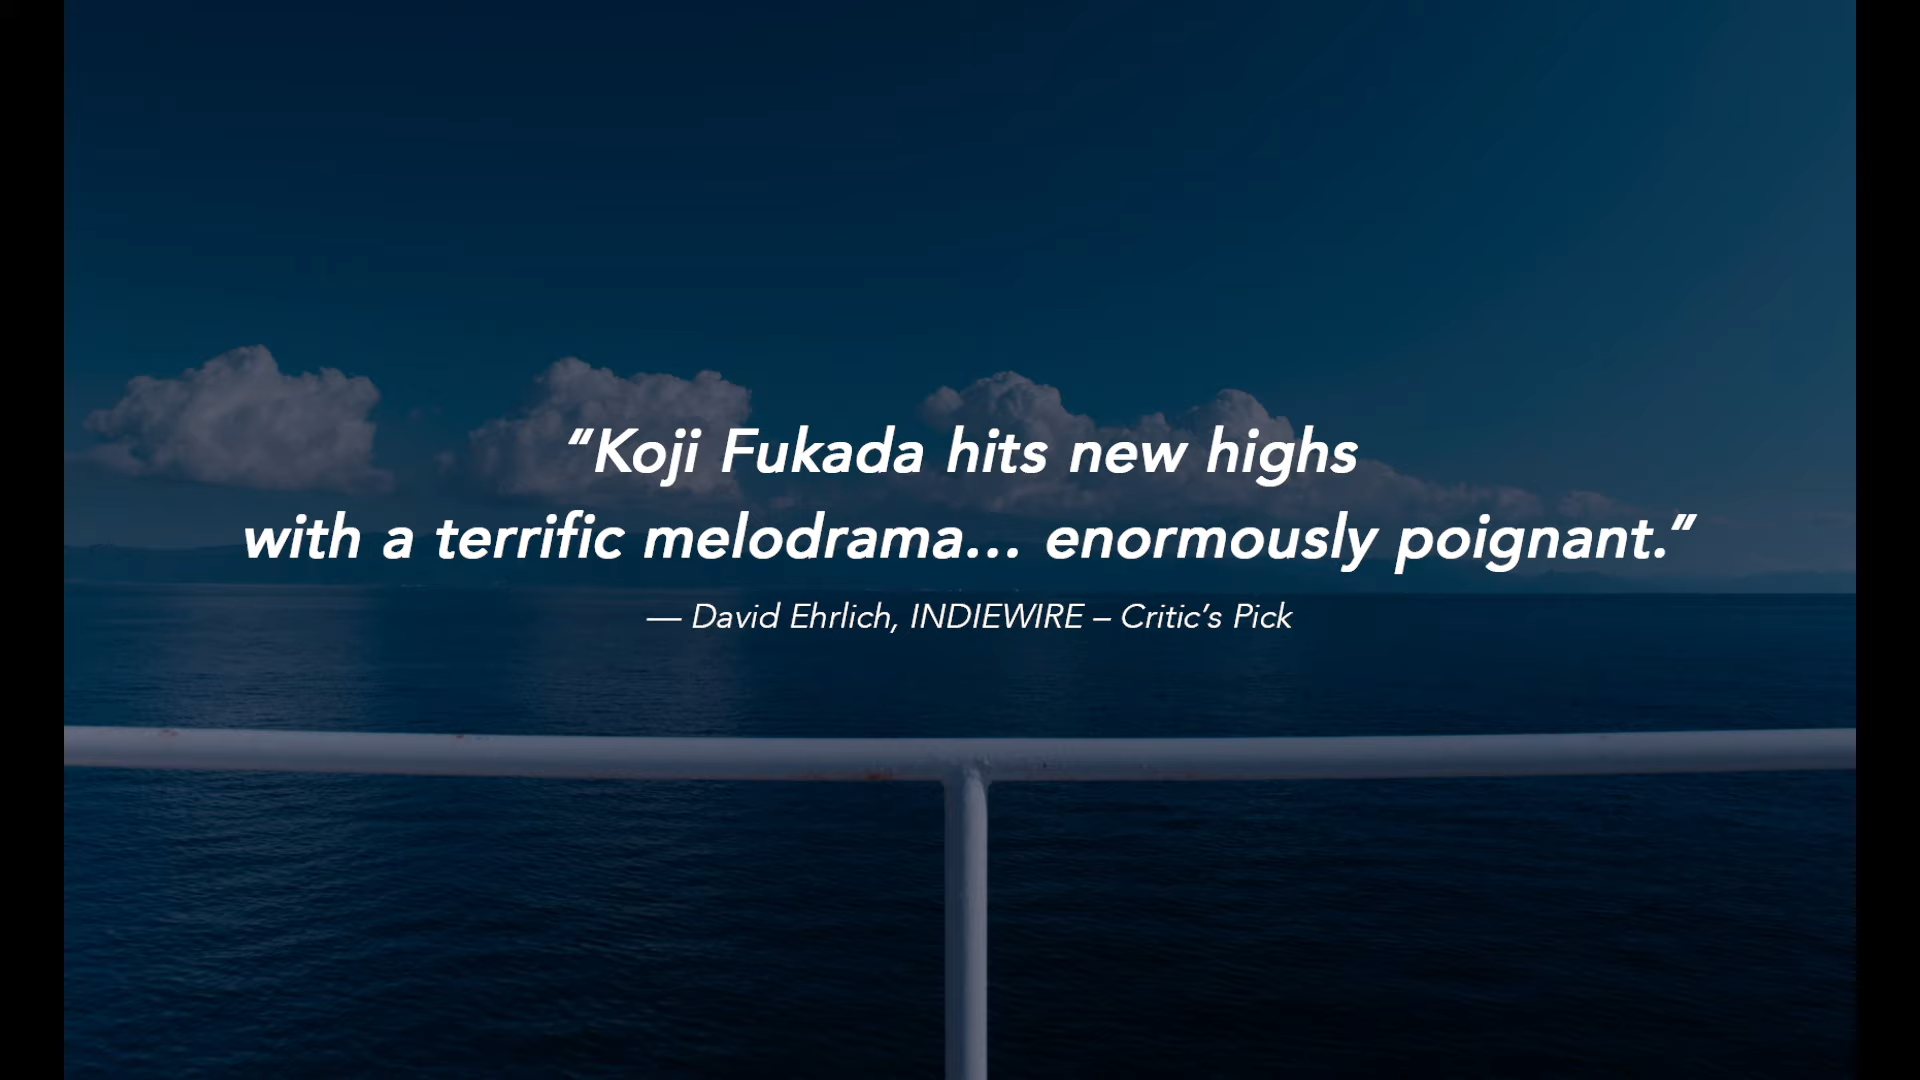 “Koji Fukada hits new highs
with a terrific melodrama… enormously poignant.”
— David Ehrlich, INDIEWIRE – Critic’s Pick